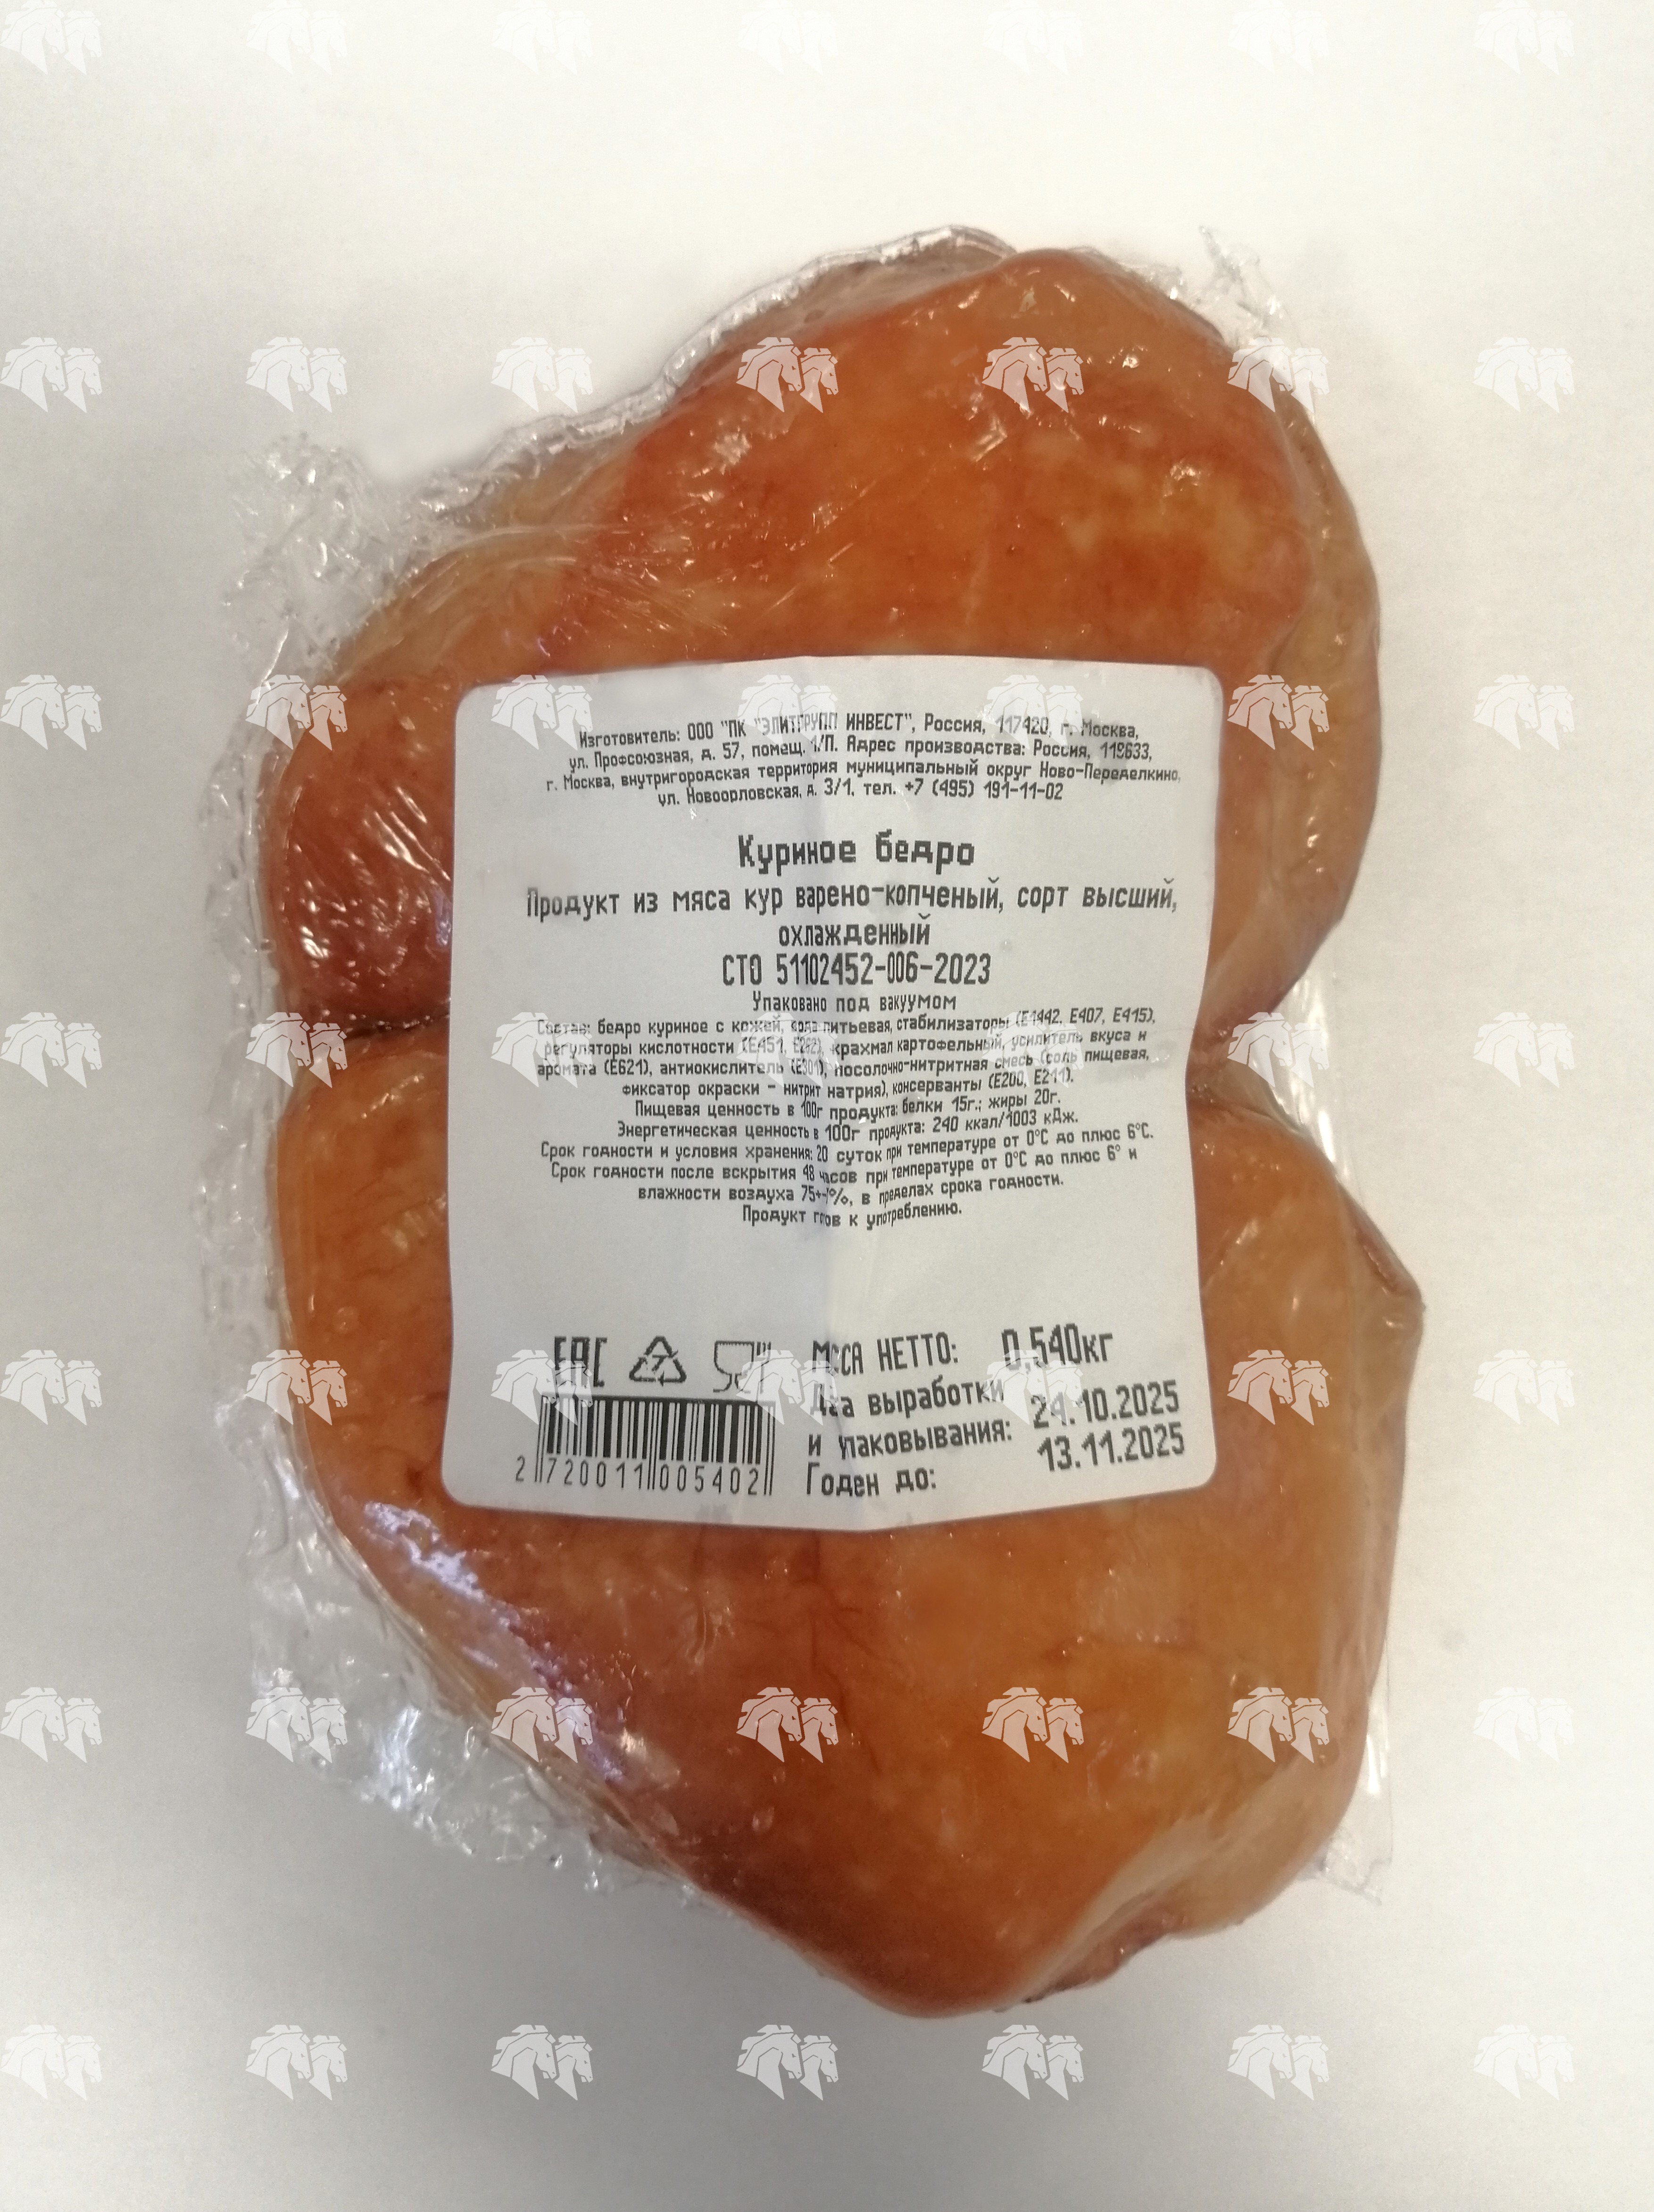 Изготовитель: ООО "ПК "ЭЛИТГРУПП ИНВЕСТ", Россия, 117420, г. Москва,
ул. Профсоюзная, д. 57, помещ. 1/П. Адрес производства: Россия, 119633,
г. Москва, внутригородская территория муниципальный округ Ново-Переделкино,
ул. Новоорловская, д. 3/1, тел. +7 (495) 191-11-02
Куриное бедро
Продукт из мяса кур варено-копченый, сорт высший,
охлажденный
СТО 51102452-006-2023
Упаковано под вакуумом
Состав: бедро куриное с кожей, питьевая, стабилизаторы (Е1442, Е407, Е415),
регуляторы кислотности (Е451, Е262), крахмал картофельный, усилитель вкуса и
аромата (Е621), антиокислитель (Е301), посолочно-нитритная смесь (соль пищевая,
фиксатор окраски - нитрит натрия), консерванты (Е200, Е211).
Пищевая ценность в 100г продукта: белки 15г.; жиры 20г.
Энергетическая ценность в 100г продукта: 240 ккал/1003 кДж.
Срок годности и условия хранения: 20 суток при температуре от 0°С до плюс 6°С.
Срок годности после вскрытия 48 часов при температуре от 0°С до плюс 6° и
влажности воздуха в пределах срока годности.
Продукт готов к употреблению.
ЕАС
7
Масса НЕТТО: 0,540кг
Дата выработки
и упаковывания: 24.10.2025
Годен до: 13.11.2025
2 720011 005402